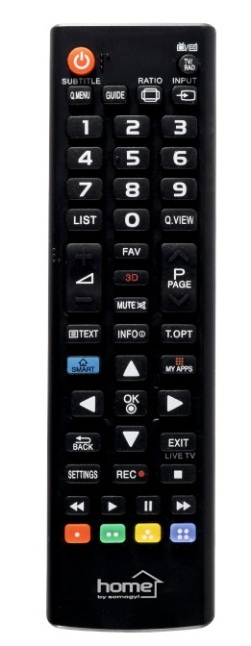 TV/
RAD
SUBTITLE
RATIO INPUT
Q.MENU GUIDE
1 2 3
4 5 6
7 8 9
LIST 0 Q.VIEW
FAV
+
3D P
PAGE
-
MUTE
TEXT INFO T.OPT
SMART MY APPS
OK
BACK EXIT
LIVE TV
SETTINGS REC
home
by somogyi